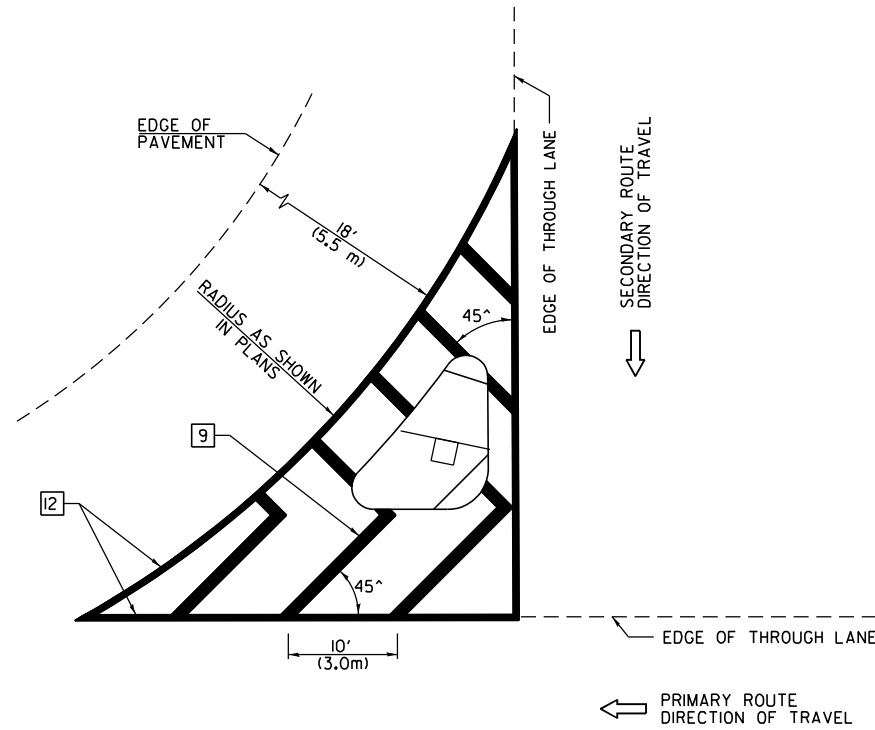 EDGE OF
PAVEMENT
18'
(5.5 m)
EDGE OF THROUGH LANE
SECONDARY ROUTE
DIRECTION OF TRAVEL
RADIUS AS SHOWN
IN PLANS
45^
9
12
45^
10'
(3.0m)
EDGE OF THROUGH LANE
PRIMARY ROUTE
DIRECTION OF TRAVEL